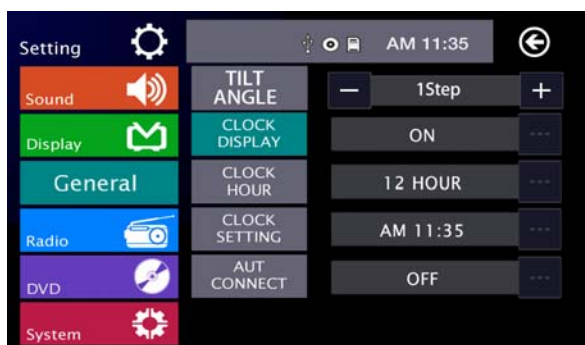 Setting
AM 11:35
Sound
TILT
ANGLE
1Step
Display
CLOCK
DISPLAY
ON
General
CLOCK
HOUR
12 HOUR
Radio
CLOCK
SETTING
AM 11:35
DVD
AUT
CONNECT
OFF
System